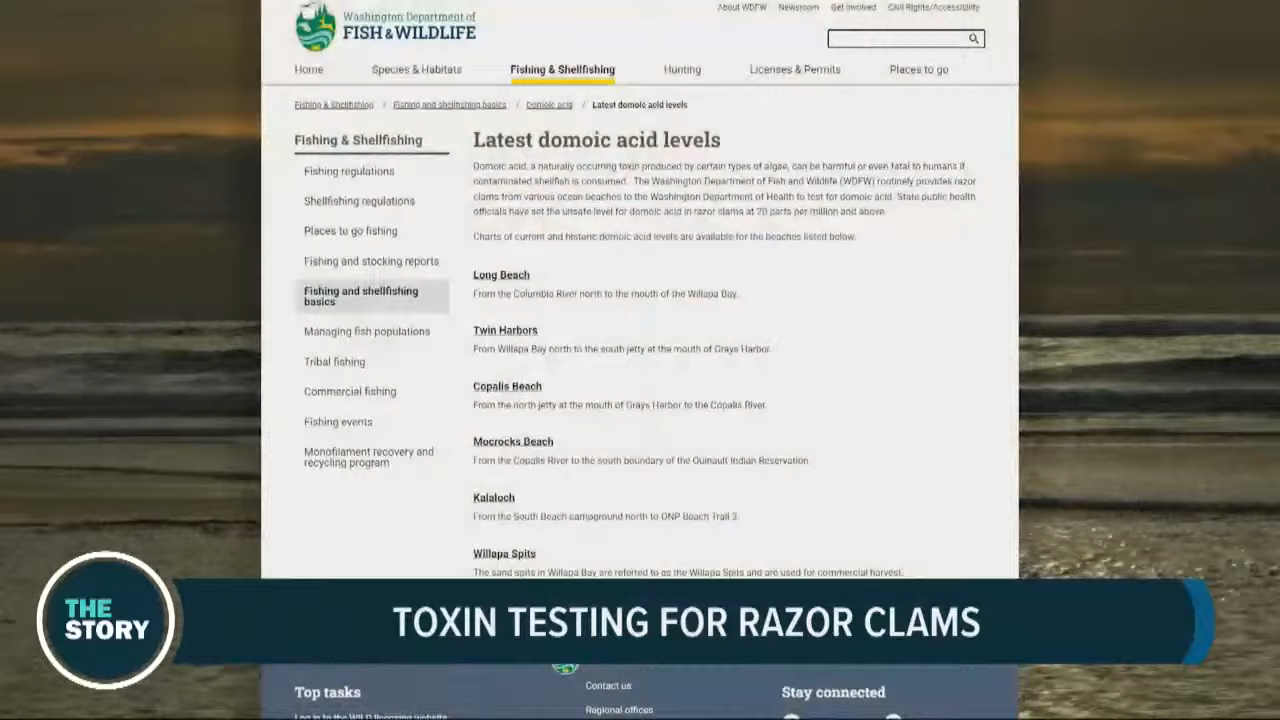 Washington Department of
FISH & WILDLIFE
About WDFW Newsroom Get Involved Civil Rights/Accessibility
Home Species & Habitats Fishing & Shellfishing Hunting Licenses & Permits Places to go
Fishing & Shellfishing / Fishing and shellfishing basics / Domoic acid / Latest domoic acid levels
Fishing & Shellfishing
Fishing regulations
Shellfishing regulations
Places to go fishing
Fishing and stocking reports
Fishing and shellfishing
basics
Managing fish populations
Tribal fishing
Commercial fishing
Fishing events
Monofilament recovery and
recycling program
Latest domoic acid levels
Domoic acid, a naturally occurring toxin produced by certain types of algae, can be harmful or even fatal to humans if
contaminated shellfish is consumed. The Washington Department of Fish and Wildlife (WDFW) routinely provides razor
clams from various ocean beaches to the Washington Department of Health to test for domoic acid. State public health
officials have set the unsafe level for domoic acid in razor clams at 20 parts per million and above.
Charts of current and historic domoic acid levels are available for the beaches listed below.
Long Beach
From the Columbia River north to the mouth of the Willapa Bay.
Twin Harbors
From Willapa Bay north to the south jetty at the mouth of Grays Harbor.
Copalis Beach
From the north jetty at the mouth of Grays Harbor to the Copalis River.
Mocrocks Beach
From the Copalis River to the south boundary of the Quinault Indian Reservation.
Kalaloch
From the South Beach campground north to ONP Beach Trail 3.
Willapa Spits
The sand spits in Willapa Bay are referred to as the Willapa Spits and are used for commercial harvest.
THE
STORY
TOXIN TESTING FOR RAZOR CLAMS
Top tasks
Log in to the WILD licensing website
Contact us
Regional offices
Stay connected